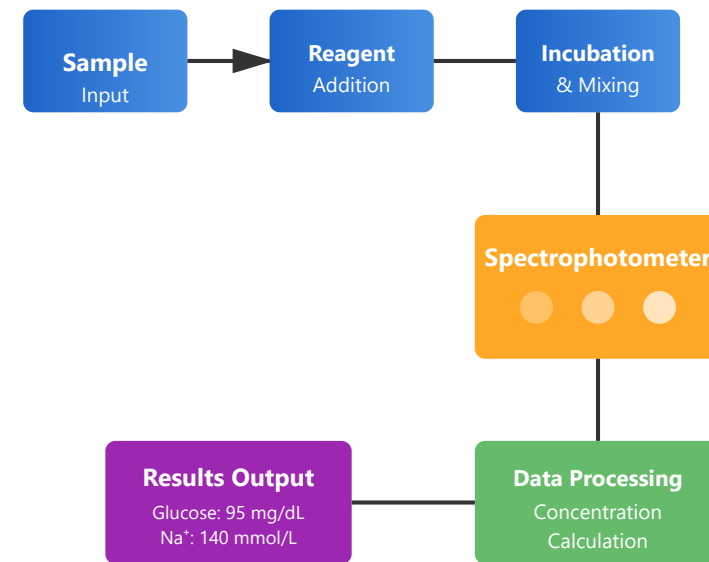 Sample
Input
Reagent
Addition
Incubation
& Mixing
Spectrophotometer
Data Processing
Concentration
Calculation
Results Output
Glucose: 95 mg/dL
Na⁺: 140 mmol/L